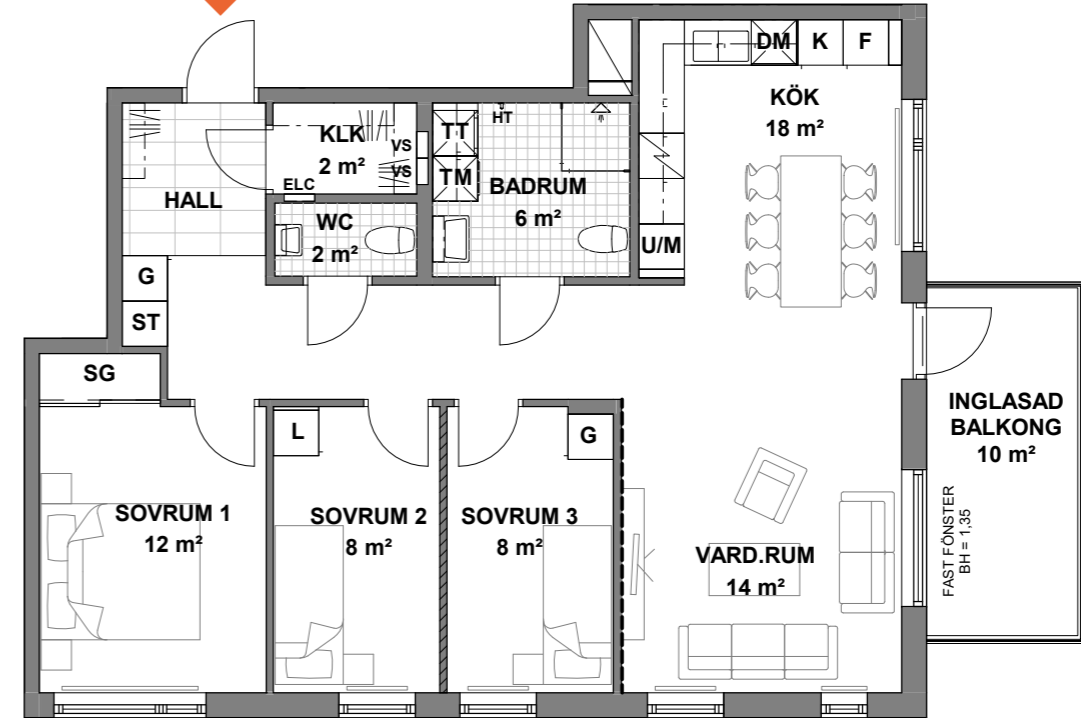 DM K F
KÖK
18 m²
HT
KLK
2 m²
VS
VS
TT
TM
BADRUM
6 m²
ELC
HALL
WC
2 m²
U/M
G
ST
SG
L
G
INGLASAD
BALKONG
10 m²
FAST FÖNSTER
BH = 1,35
SOVRUM 1
12 m²
SOVRUM 2
8 m²
SOVRUM 3
8 m²
VARD.RUM
14 m²